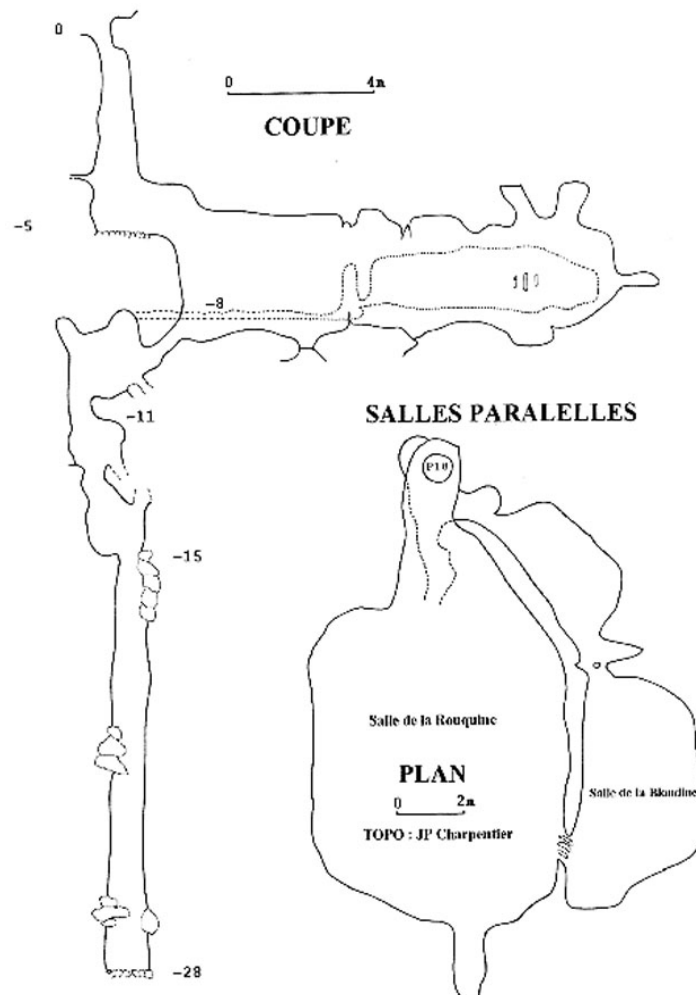 0
0 4m
COUPE
-5
-8
SALLES PARALELLES
-11
P10
-15
Salle de la Rouquine
PLAN
Salle de la Blondine
0 2m
TOPO : JP Charpentier
-28